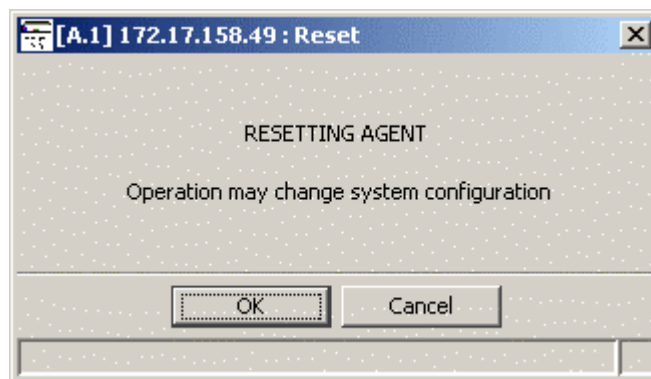 [A.1] 172.17.158.49 : Reset
RESETTING AGENT
Operation may change system configuration
OK
Cancel